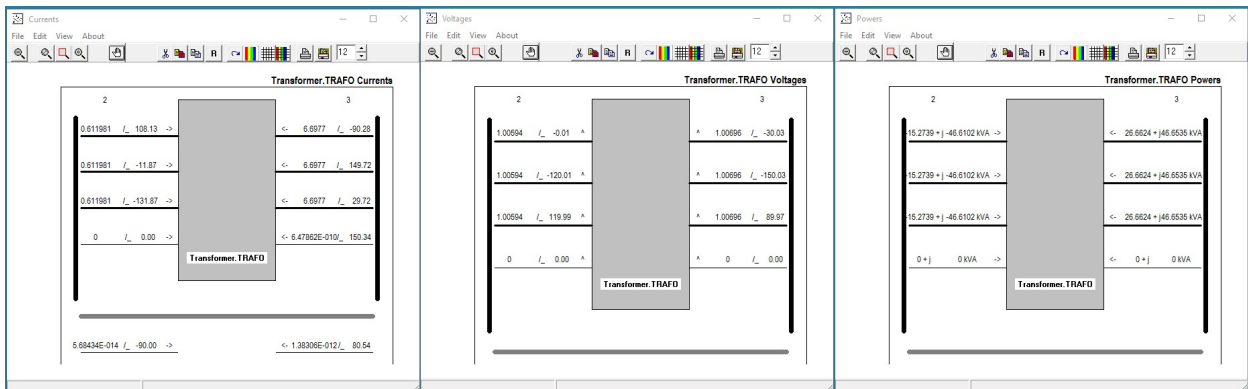 Currents
File Edit View About
R 12
Transformer.TRAFO Currents
2 3
0.611981 /_ 108.13 -> <- 6.6977 /_ -90.28
0.611981 /_ -11.87 -> <- 6.6977 /_ 149.72
0.611981 /_ -131.87 -> <- 6.6977 /_ 29.72
0 /_ 0.00 -> <- 6.47862E-010/_ 150.34
Transformer.TRAFO
5.68434E-014 /_ -90.00 -> <- 1.38306E-012/_ 80.54
Voltages
File Edit View About
R 12
Transformer.TRAFO Voltages
2 3
1.00594 /_ -0.01 ^ ^ 1.00696 /_ -30.03
1.00594 /_ -120.01 ^ ^ 1.00696 /_ -150.03
1.00594 /_ 119.99 ^ ^ 1.00696 /_ 89.97
0 /_ 0.00 ^ ^ 0 /_ 0.00
Transformer.TRAFO
Powers
File Edit View About
R 12
Transformer.TRAFO Powers
2 3
-15.2739 + j -46.6102 kVA -> <- 26.6624 + j46.6535 kVA
-15.2739 + j -46.6102 kVA -> <- 26.6624 + j46.6535 kVA
-15.2739 + j -46.6102 kVA -> <- 26.6624 + j46.6535 kVA
0 + j 0 kVA -> <- 0 + j 0 kVA
Transformer.TRAFO